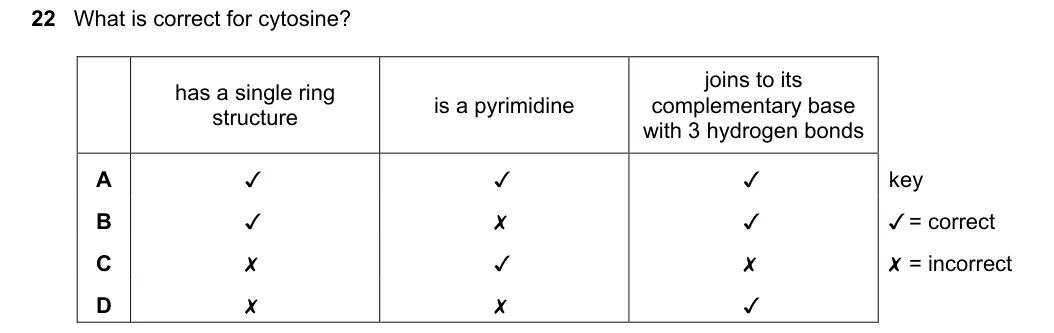 22 What is correct for cytosine?
has a single ring
structure
is a pyrimidine
joins to its
complementary base
with 3 hydrogen bonds
A ✓ ✓ ✓ key
B ✓ ✗ ✓ ✓ = correct
C ✗ ✓ ✗ ✗ = incorrect
D ✗ ✗ ✓